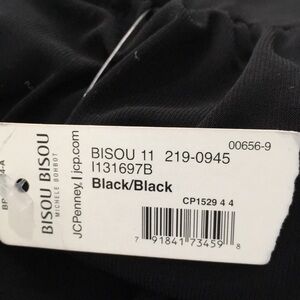 BISOU BISOU
MICHELE BOHBOT
JCPenney | jcp.com
00656-9
BISOU 11 219-0945
I131697B
Black/Black
CP1529 4 4
7 91841 73459 8